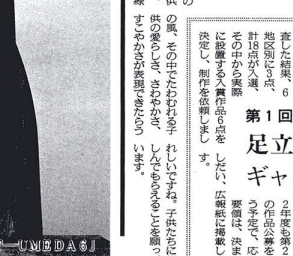 査した結果、６
地区別に３点、
計18点が入選、
その中から実際
に設置する入賞作品６点を
決定し、制作を依頼しまし
第１回
足立
ギャ
２年度も第２
の作品公募を
う予定で、応
要領は、決ま
しだい、広報紙に掲載し
す。
の
供
線
の風、その中でたわむれる子
供の愛らしさ、さわやかさ、
すこやかさが表現できたらう
れしいですね。子供たちに
しんでもらえることを願っ
います。
UMEDA６』